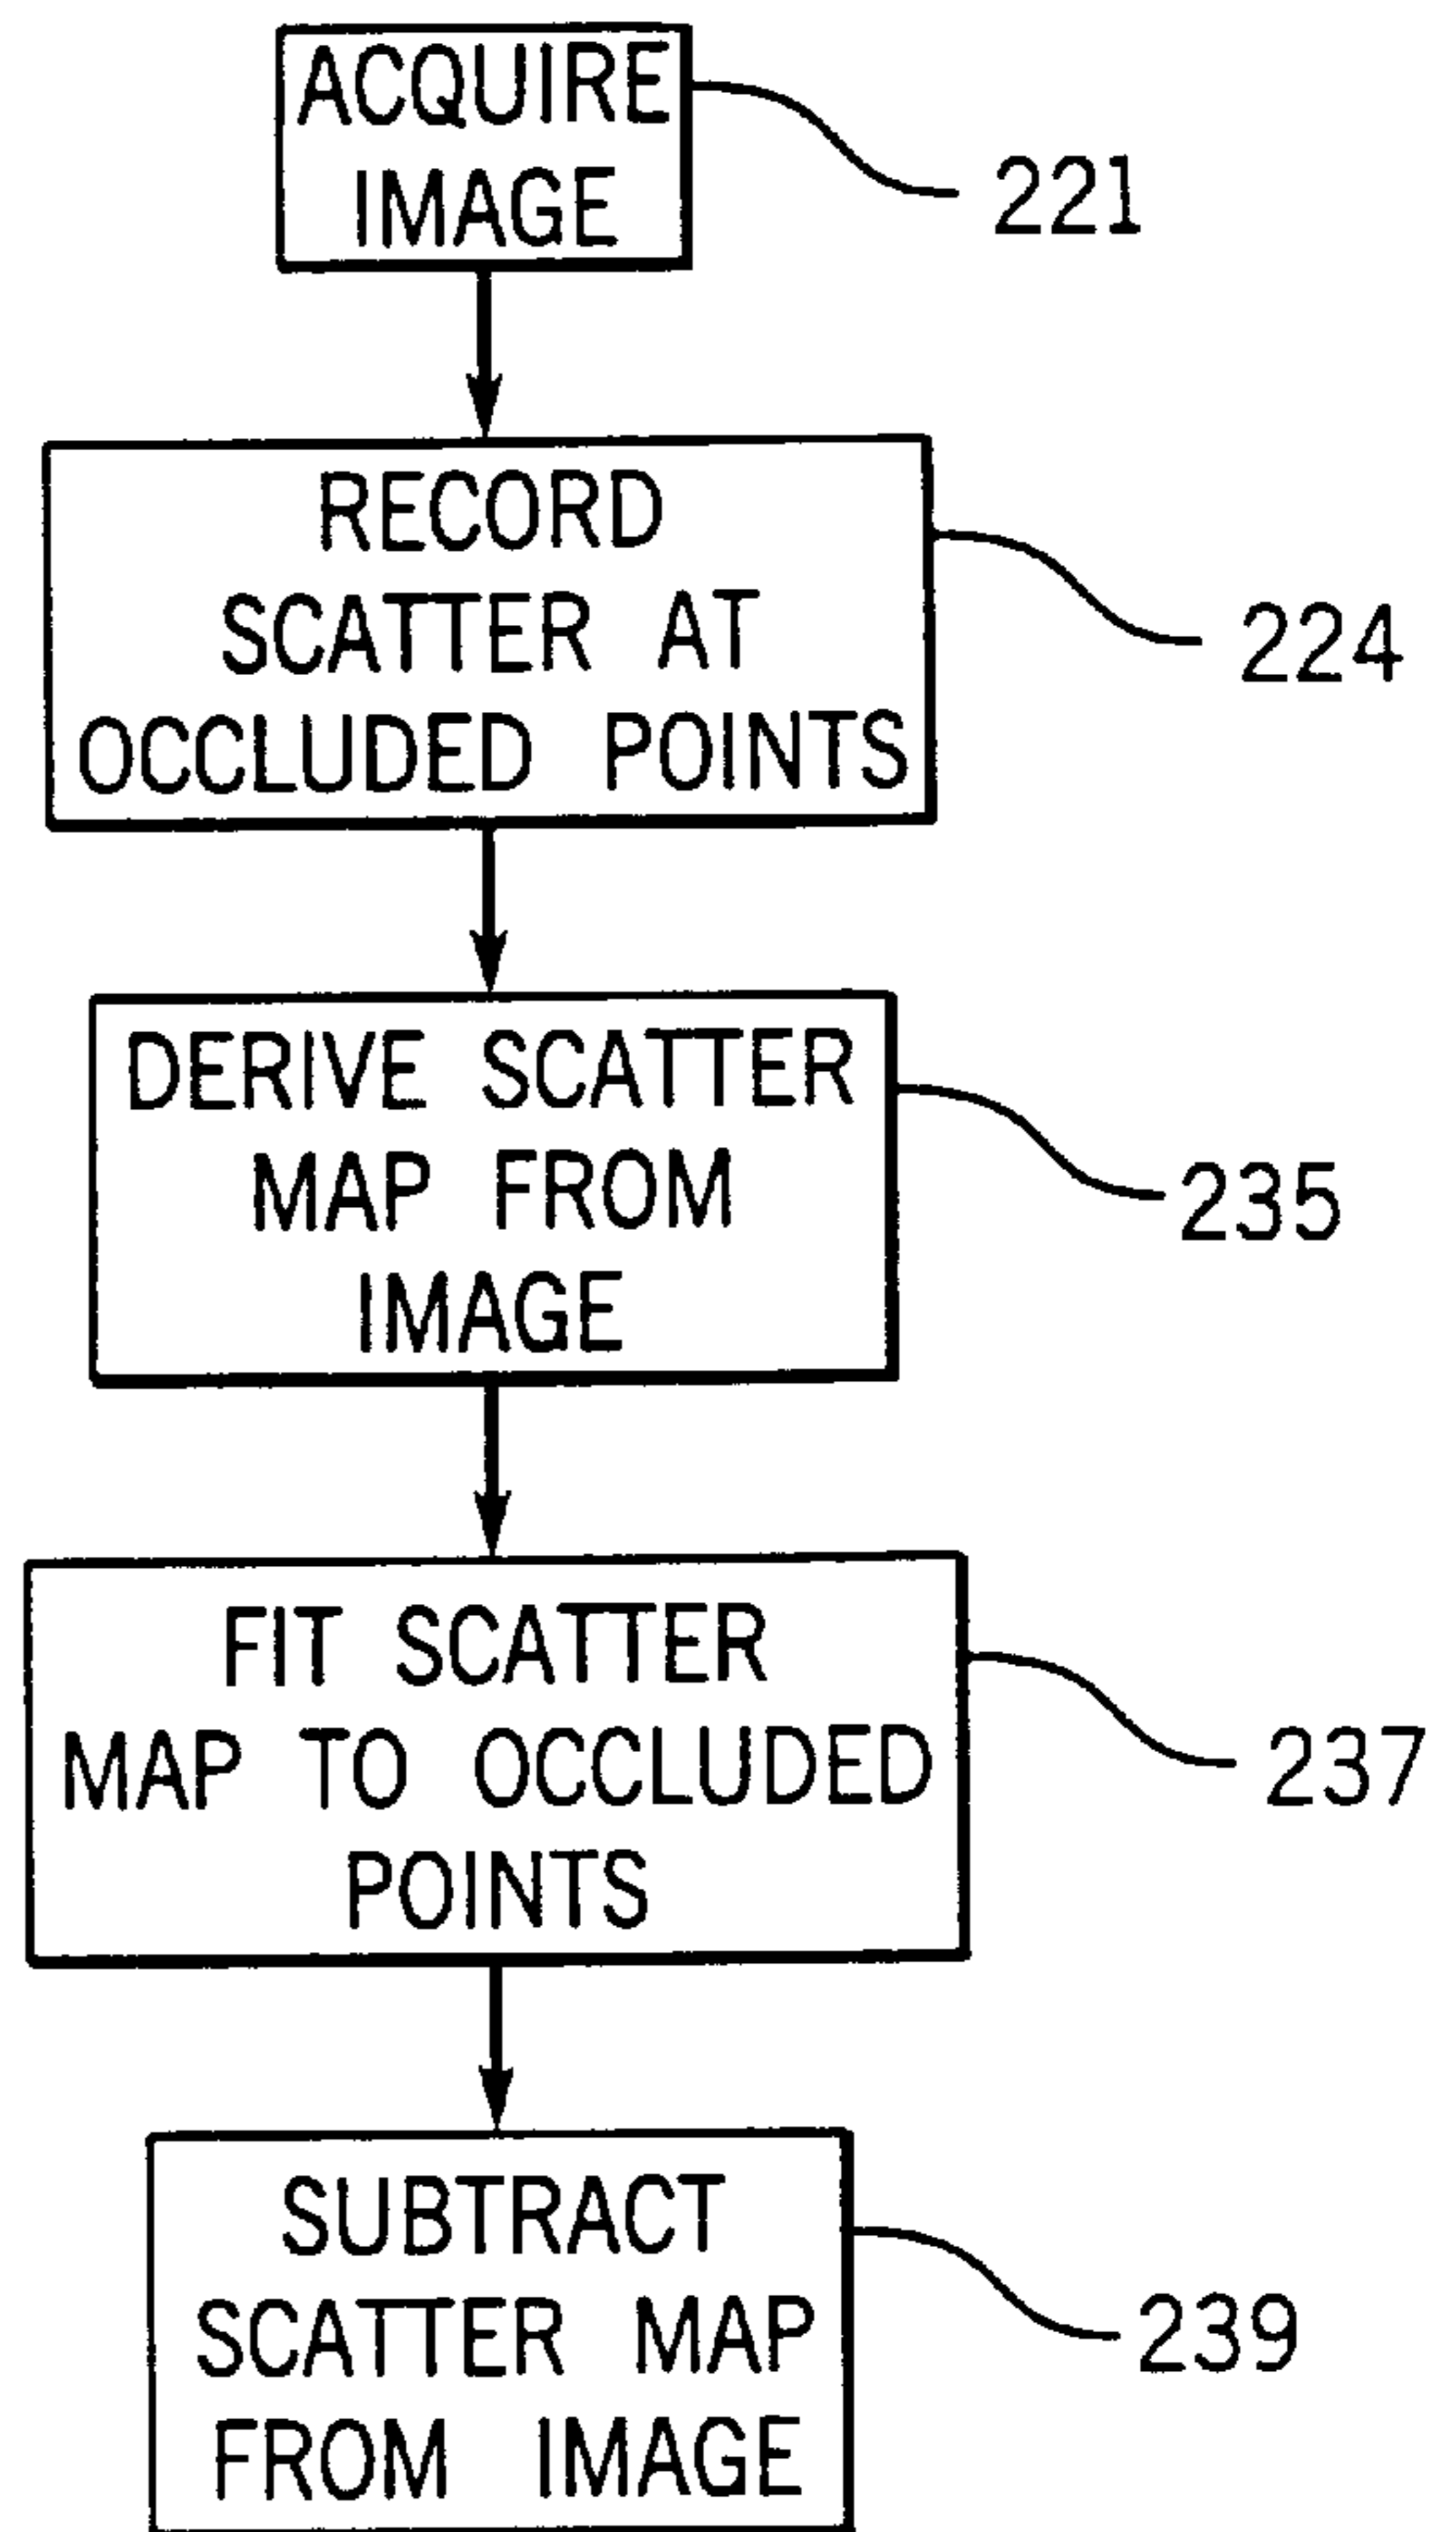 ACQUIRE
IMAGE
221
RECORD
SCATTER AT
OCCLUDED POINTS
224
DERIVE SCATTER
MAP FROM
IMAGE
235
FIT SCATTER
MAP TO OCCLUDED
POINTS
237
SUBTRACT
SCATTER MAP
FROM IMAGE
239